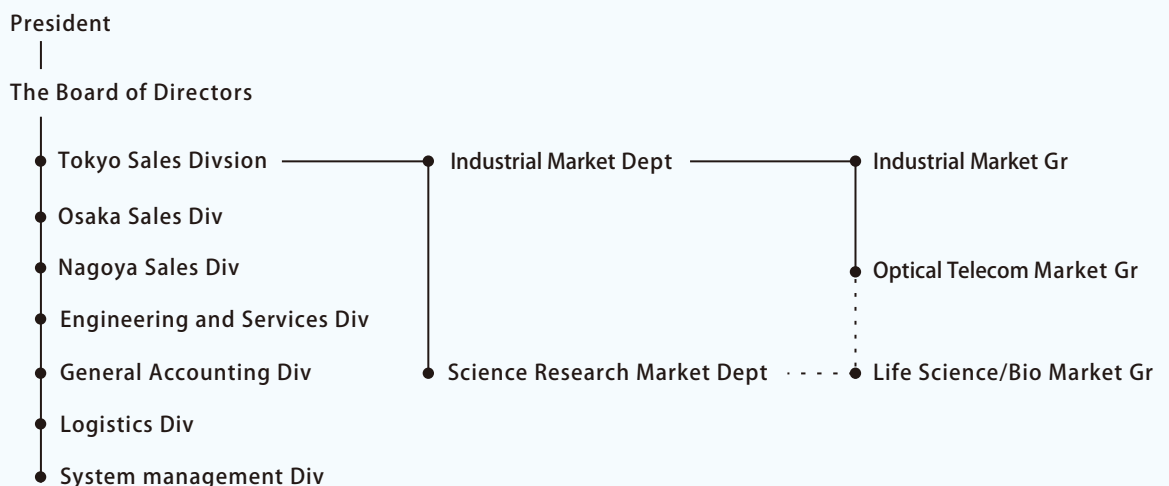 President
The Board of Directors
Tokyo Sales Divsion
Industrial Market Dept
Industrial Market Gr
Osaka Sales Div
Nagoya Sales Div
Optical Telecom Market Gr
Engineering and Services Div
General Accounting Div
Science Research Market Dept
Life Science/Bio Market Gr
Logistics Div
System management Div